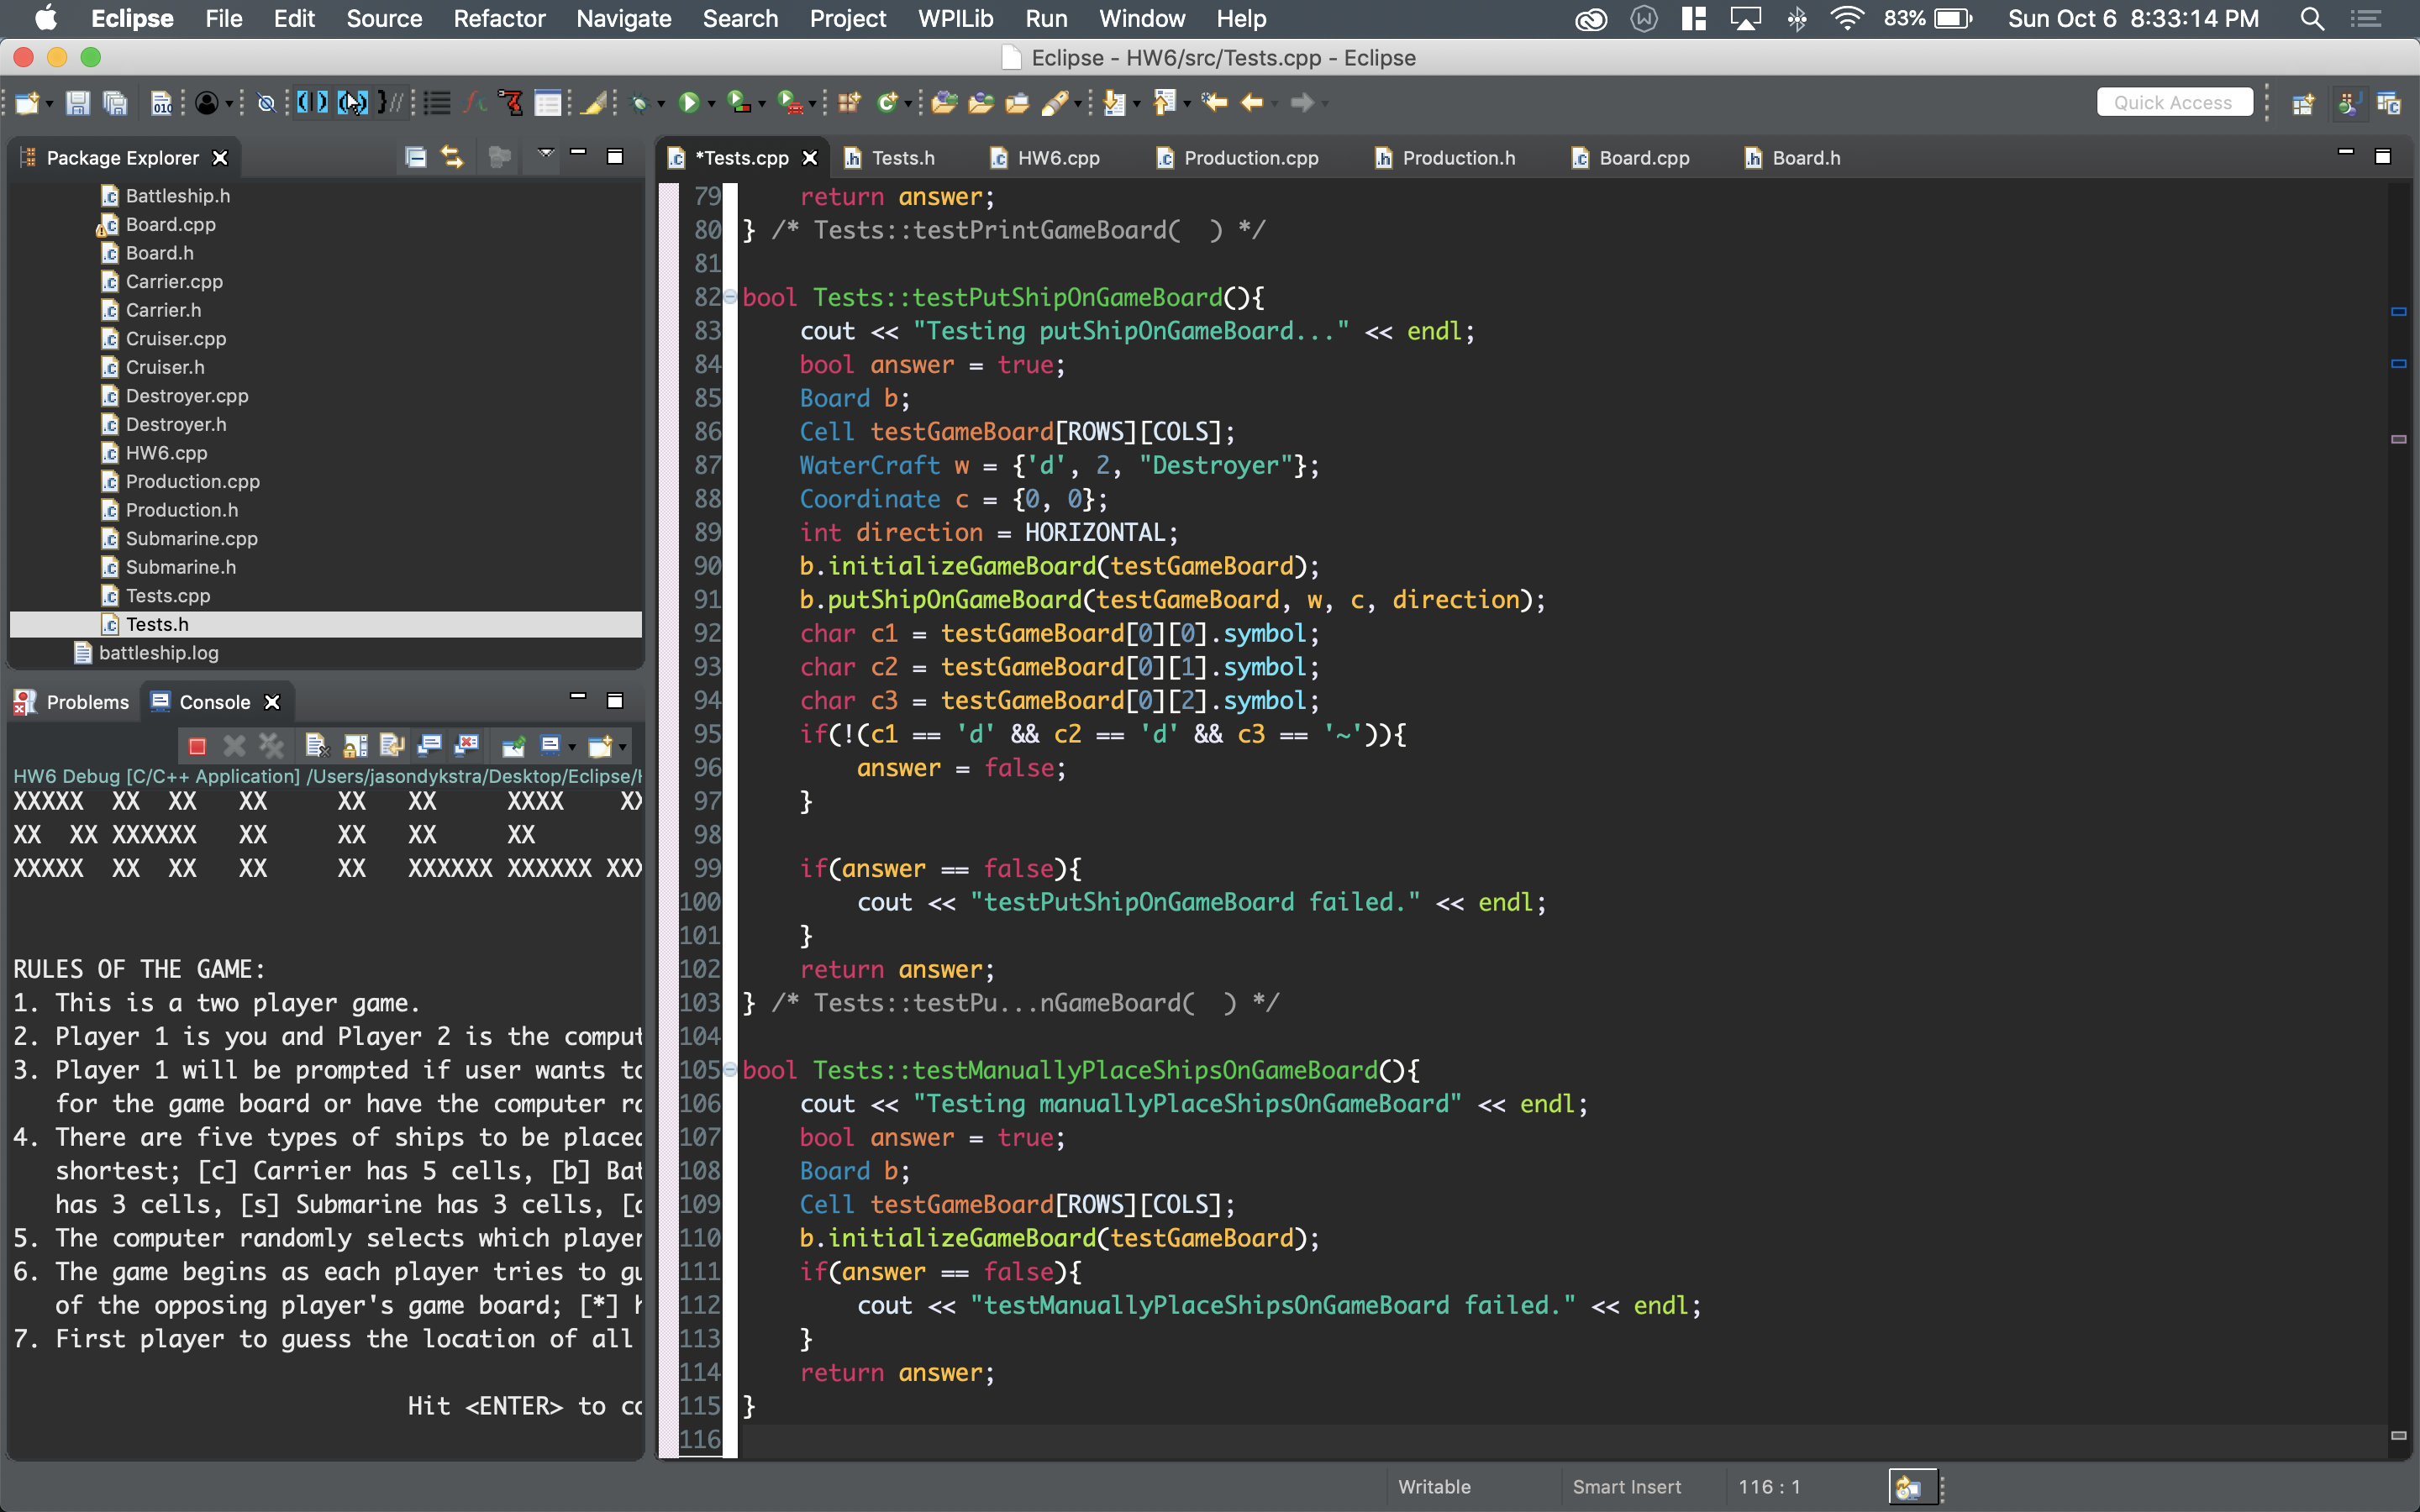 Eclipse File Edit Source Refactor Navigate Search Project WPILib Run Window Help 83% Sun Oct 6 8:33:14 PM
Eclipse - HW6/src/Tests.cpp - Eclipse
Quick Access
Package Explorer
Battleship.h
Board.cpp
Board.h
Carrier.cpp
Carrier.h
Cruiser.cpp
Cruiser.h
Destroyer.cpp
Destroyer.h
HW6.cpp
Production.cpp
Production.h
Submarine.cpp
Submarine.h
Tests.cpp
Tests.h
battleship.log
Problems Console
HW6 Debug [C/C++ Application] /Users/jasondykstra/Desktop/Eclipse/
XXXXX  XX  XX   XX     XX   XX     XXXX    XX
XX  XX XXXXXX   XX     XX   XX     XX
XXXXX  XX  XX   XX     XX   XXXXXX XXXXXX XXX
RULES OF THE GAME:
1. This is a two player game.
2. Player 1 is you and Player 2 is the comput
3. Player 1 will be prompted if user wants to
for the game board or have the computer ra
4. There are five types of ships to be placed
shortest; [c] Carrier has 5 cells, [b] Bat
has 3 cells, [s] Submarine has 3 cells, [d
5. The computer randomly selects which player
6. The game begins as each player tries to gu
of the opposing player's game board; [*] h
7. First player to guess the location of all
Hit <ENTER> to co
*Tests.cpp Tests.h HW6.cpp Production.cpp Production.h Board.cpp Board.h
79     return answer;
80 } /* Tests::testPrintGameBoard(  ) */
81
82 bool Tests::testPutShipOnGameBoard(){
83     cout << "Testing putShipOnGameBoard..." << endl;
84     bool answer = true;
85     Board b;
86     Cell testGameBoard[ROWS][COLS];
87     WaterCraft w = {'d', 2, "Destroyer"};
88     Coordinate c = {0, 0};
89     int direction = HORIZONTAL;
90     b.initializeGameBoard(testGameBoard);
91     b.putShipOnGameBoard(testGameBoard, w, c, direction);
92     char c1 = testGameBoard[0][0].symbol;
93     char c2 = testGameBoard[0][1].symbol;
94     char c3 = testGameBoard[0][2].symbol;
95     if(!(c1 == 'd' && c2 == 'd' && c3 == '~')){
96         answer = false;
97     }
98
99     if(answer == false){
100         cout << "testPutShipOnGameBoard failed." << endl;
101     }
102     return answer;
103 } /* Tests::testPu...nGameBoard(  ) */
104
105 bool Tests::testManuallyPlaceShipsOnGameBoard(){
106     cout << "Testing manuallyPlaceShipsOnGameBoard" << endl;
107     bool answer = true;
108     Board b;
109     Cell testGameBoard[ROWS][COLS];
110     b.initializeGameBoard(testGameBoard);
111     if(answer == false){
112         cout << "testManuallyPlaceShipsOnGameBoard failed." << endl;
113     }
114     return answer;
115 }
116
Writable Smart Insert 116 : 1